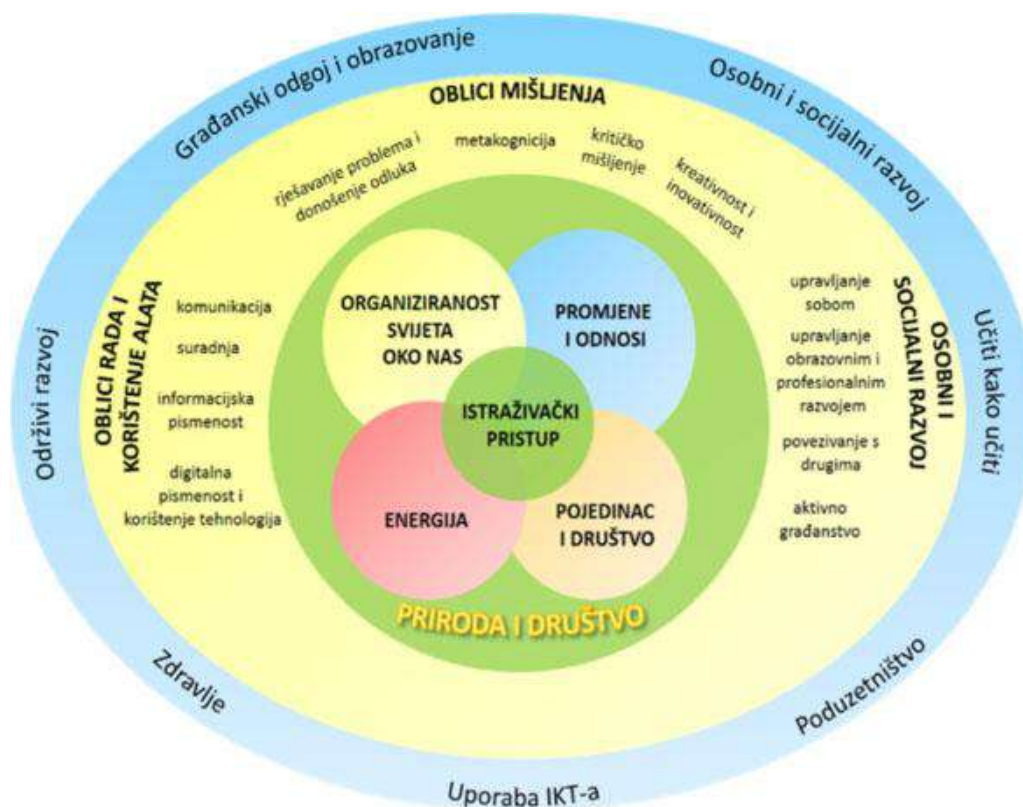 Građanski odgoj i obrazovanje
Osobni i socijalni razvoj
Učiti kako učiti
Poduzetništvo
Uporaba IKT-a
Zdravlje
Održivi razvoj
OBLICI MIŠLJENJA
rješavanje problema i
donošenje odluka
metakognicija
kritičko
mišljenje
kreativnost i
inovativnost
OBLICI RADA I
KORIŠTENJE ALATA
komunikacija
suradnja
informacijska
pismenost
digitalna
pismenost i
korištenje tehnologija
OSOBNI I
SOCIJALNI RAZVOJ
upravljanje
sobom
upravljanje
obrazovnim i
profesionalnim
razvojem
povezivanje s
drugima
aktivno
građanstvo
ORGANIZIRANOST
SVIJETA
OKO NAS
PROMJENE
I ODNOSI
ISTRAŽIVAČKI
PRISTUP
ENERGIJA
POJEDINAC
I DRUŠTVO
PRIRODA I DRUŠTVO